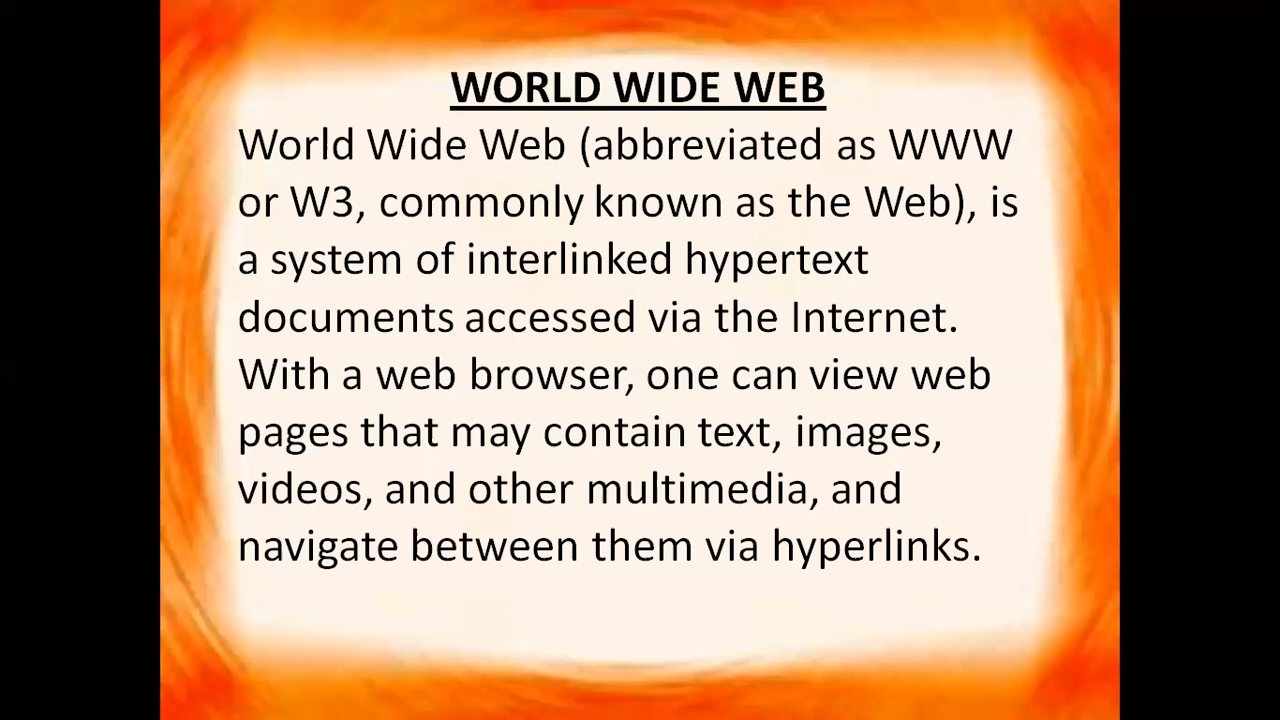 WORLD WIDE WEB
World Wide Web (abbreviated as WWW
or W3, commonly known as the Web), is
a system of interlinked hypertext
documents accessed via the Internet.
With a web browser, one can view web
pages that may contain text, images,
videos, and other multimedia, and
navigate between them via hyperlinks.